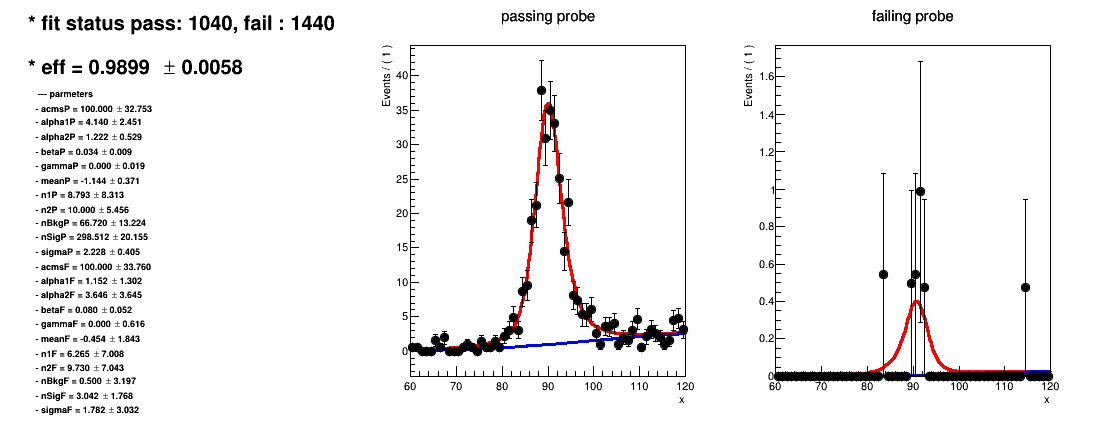 * fit status pass: 1040, fail : 1440
* eff = 0.9899 ± 0.0058
--- parmeters
- acmsP = 100.000 ± 32.753
- alpha1P = 4.140 ± 2.451
- alpha2P = 1.222 ± 0.529
- betaP = 0.034 ± 0.009
- gammaP = 0.000 ± 0.019
- meanP = -1.144 ± 0.371
- n1P = 8.793 ± 8.313
- n2P = 10.000 ± 5.456
- nBkgP = 66.720 ± 13.224
- nSigP = 298.512 ± 20.155
- sigmaP = 2.228 ± 0.405
- acmsF = 100.000 ± 33.760
- alpha1F = 1.152 ± 1.302
- alpha2F = 3.646 ± 3.645
- betaF = 0.080 ± 0.052
- gammaF = 0.000 ± 0.616
- meanF = -0.454 ± 1.843
- n1F = 6.265 ± 7.008
- n2F = 9.730 ± 7.043
- nBkgF = 0.500 ± 3.197
- nSigF = 3.042 ± 1.768
- sigmaF = 1.782 ± 3.032
passing probe
Events / ( 1 )
40
35
30
25
20
15
10
5
0
60 70 80 90 100 110 120
x
failing probe
Events / ( 1 )
1.6
1.4
1.2
1
0.8
0.6
0.4
0.2
0
60 70 80 90 100 110 120
x